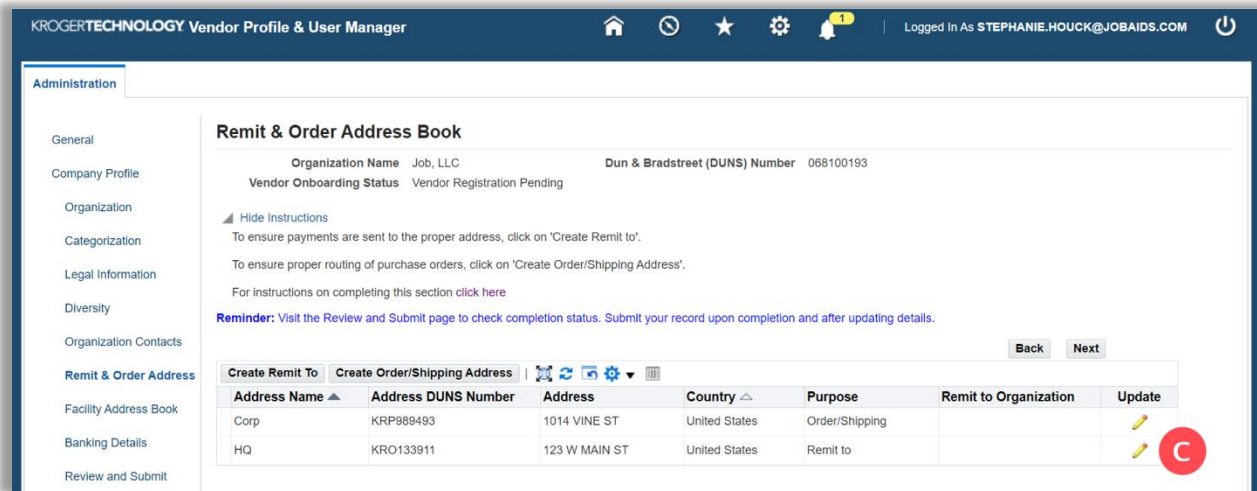 KROGERTECHNOLOGY. Vendor Profile & User Manager 1 Logged In As STEPHANIE.HOUCK@JOBAIDS.COM
Administration
General
Company Profile
Organization
Categorization
Legal Information
Diversity
Organization Contacts
Remit & Order Address
Facility Address Book
Banking Details
Review and Submit
Remit & Order Address Book
Organization Name Job, LLC Dun & Bradstreet (DUNS) Number 068100193
Vendor Onboarding Status Vendor Registration Pending
Hide Instructions
To ensure payments are sent to the proper address, click on 'Create Remit to'.
To ensure proper routing of purchase orders, click on 'Create Order/Shipping Address'.
For instructions on completing this section click here
Reminder: Visit the Review and Submit page to check completion status. Submit your record upon completion and after updating details.
Back Next
Create Remit To Create Order/Shipping Address
Address Name Address DUNS Number Address Country Purpose Remit to Organization Update
Corp KRP989493 1014 VINE ST United States Order/Shipping
HQ KRO133911 123 W MAIN ST United States Remit to
C